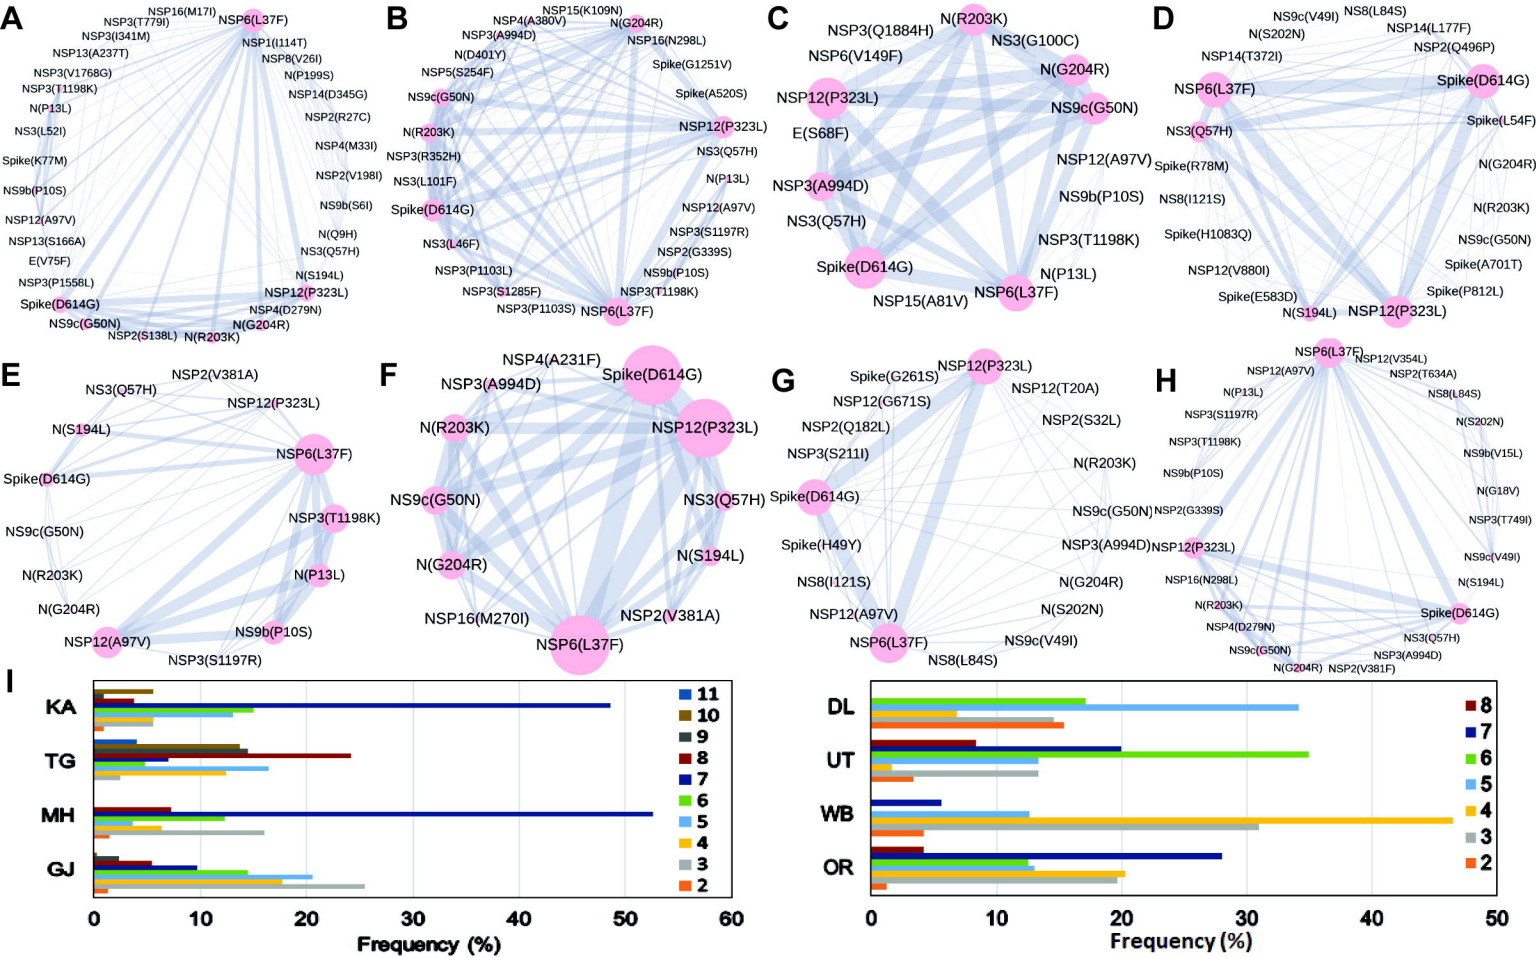 A
NSP16(M17I)
NSP6(L37F)
NSP3(T779I)
NSP3(I341M)
NSP1(I114T)
NSP13(A237T)
NSP8(V26I)
NSP3(V1768G)
N(P199S)
NSP3(T1198K)
NSP14(D345G)
N(P13L)
NSP2(R27C)
NS3(L52I)
NSP4(M33I)
Spike(K77M)
NSP2(V198I)
NS9b(P10S)
NS9b(S6I)
NSP12(A97V)
N(Q9H)
NSP13(S166A)
NS3(Q57H)
E(V75F)
N(S194L)
NSP3(P1558L)
NSP12(P323L)
Spike(D614G)
NSP4(D279N)
NS9c(G50N)
N(G204R)
NSP2(S138L)
N(R203K)
B
NSP15(K109N)
NSP4(A380V)
N(G204R)
NSP3(A994D)
NSP16(N298L)
N(D401Y)
Spike(G1251V)
NSP5(S254F)
Spike(A520S)
NS9c(G50N)
NSP12(P323L)
N(R203K)
NS3(Q57H)
NSP3(R352H)
N(P13L)
NS3(L101F)
NSP12(A97V)
Spike(D614G)
NSP3(S1197R)
NS3(L46F)
NSP2(G339S)
NSP3(P1103L)
NS9b(P10S)
NSP3(S1285F)
NSP3(T1198K)
NSP3(P1103S)
NSP6(L37F)
C
N(R203K)
NSP3(Q1884H)
NS3(G100C)
NSP6(V149F)
N(G204R)
NSP12(P323L)
NS9c(G50N)
E(S68F)
NSP12(A97V)
NSP3(A994D)
NS9b(P10S)
NS3(Q57H)
NSP3(T1198K)
Spike(D614G)
N(P13L)
NSP15(A81V)
NSP6(L37F)
D
NS9c(V49I)
NS8(L84S)
N(S202N)
NSP14(L177F)
NSP14(T372I)
NSP2(Q496P)
NSP6(L37F)
Spike(D614G)
NS3(Q57H)
Spike(L54F)
Spike(R78M)
N(G204R)
NS8(I121S)
N(R203K)
Spike(H1083Q)
NS9c(G50N)
NSP12(V880I)
Spike(A701T)
Spike(E583D)
Spike(P812L)
N(S194L)
NSP12(P323L)
E
NSP2(V381A)
NS3(Q57H)
NSP12(P323L)
N(S194L)
NSP6(L37F)
Spike(D614G)
NSP3(T1198K)
NS9c(G50N)
N(R203K)
N(P13L)
N(G204R)
NSP12(A97V)
NS9b(P10S)
NSP3(S1197R)
F
NSP4(A231F)
Spike(D614G)
NSP3(A994D)
N(R203K)
NSP12(P323L)
NS9c(G50N)
NS3(Q57H)
N(G204R)
N(S194L)
NSP16(M270I)
NSP2(V381A)
NSP6(L37F)
G
NSP12(P323L)
Spike(G261S)
NSP12(T20A)
NSP12(G671S)
NSP2(S32L)
NSP2(Q182L)
NSP3(S211I)
N(R203K)
Spike(D614G)
NS9c(G50N)
Spike(H49Y)
NSP3(A994D)
NS8(I121S)
N(G204R)
NSP12(A97V)
N(S202N)
NSP6(L37F)
NS9c(V49I)
NS8(L84S)
H
NSP6(L37F)
NSP12(V354L)
NSP12(A97V)
NSP2(T634A)
N(P13L)
NS8(L84S)
NSP3(S1197R)
N(S202N)
NSP3(T1198K)
NS9b(V15L)
NS9b(P10S)
N(G18V)
NSP2(G339S)
NSP3(T749I)
NSP12(P323L)
NS9c(V49I)
NSP16(N298L)
N(S194L)
N(R203K)
Spike(D614G)
NSP4(D279N)
NS3(Q57H)
NS9c(G50N)
NSP3(A994D)
N(G204R)
NSP2(V381F)
I
KA
TG
MH
GJ
11
10
9
8
7
6
5
4
3
2
0 10 20 30 40 50 60
Frequency (%)
DL
UT
WB
OR
8
7
6
5
4
3
2
0 10 20 30 40 50
Frequency (%)